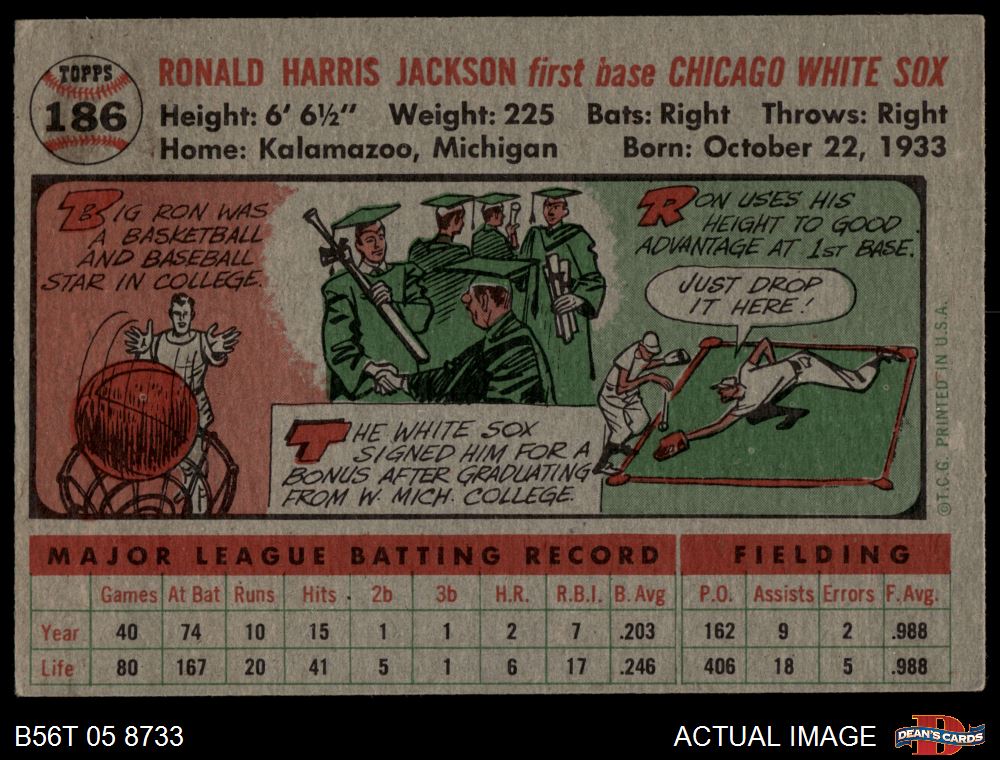 TOPPS
186
RONALD HARRIS JACKSON first base CHICAGO WHITE SOX
Height: 6' 6½" Weight: 225 Bats: Right Throws: Right
Home: Kalamazoo, Michigan Born: October 22, 1933
BIG RON WAS
A BASKETBALL
AND BASEBALL
STAR IN COLLEGE.
THE WHITE SOX
SIGNED HIM FOR A
BONUS AFTER GRADUATING
FROM W. MICH. COLLEGE.
RON USES HIS
HEIGHT TO GOOD
ADVANTAGE AT 1ST BASE.
JUST DROP
IT HERE!
©T.C.G. PRINTED IN U.S.A.
MAJOR LEAGUE BATTING RECORD FIELDING
Games At Bat Runs Hits 2b 3b H.R. R.B.I. B. Avg P.O. Assists Errors F. Avg.
Year 40 74 10 15 1 1 2 7 .203 162 9 2 .988
Life 80 167 20 41 5 1 6 17 .246 406 18 5 .988
B56T 05 8733 ACTUAL IMAGE
DEAN'S CARDS